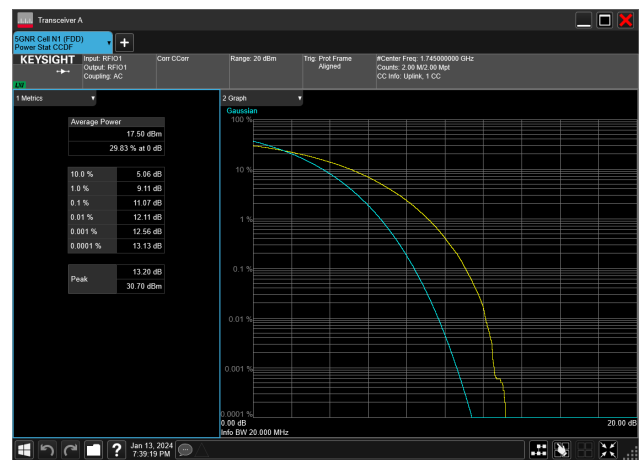 Transceiver A
5GNR Cell N1 (FDD)
Power Stat CCDF
KEYSIGHT
Input: RFIO1
Output: RFIO1
Coupling: AC
Corr CCorr
Range: 20 dBm
Trig: Prot Frame
Aligned
#Center Freq: 1.745000000 GHz
Counts: 2.00 M/2.00 Mpt
CC Info: Uplink, 1 CC
1 Metrics
Average Power
17.50 dBm
29.83 % at 0 dB
10.0 % 5.06 dB
1.0 % 9.11 dB
0.1 % 11.07 dB
0.01 % 12.11 dB
0.001 % 12.56 dB
0.0001 % 13.13 dB
Peak
13.20 dB
30.70 dBm
2 Graph
Gaussian
100 %
10 %
1 %
0.1 %
0.01 %
0.001 %
0.0001 %
0.00 dB
20.00 dB
Info BW 20.000 MHz
Jan 13, 2024
7:39:19 PM